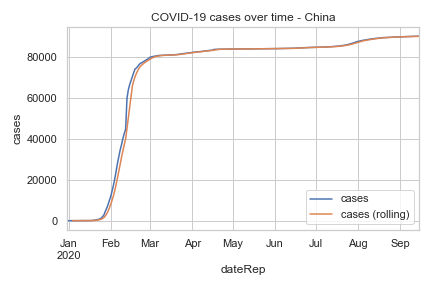 COVID-19 cases over time - China
cases
80000
60000
40000
20000
0
cases
cases (rolling)
Jan Feb Mar Apr May Jun Jul Aug Sep
2020
dateRep